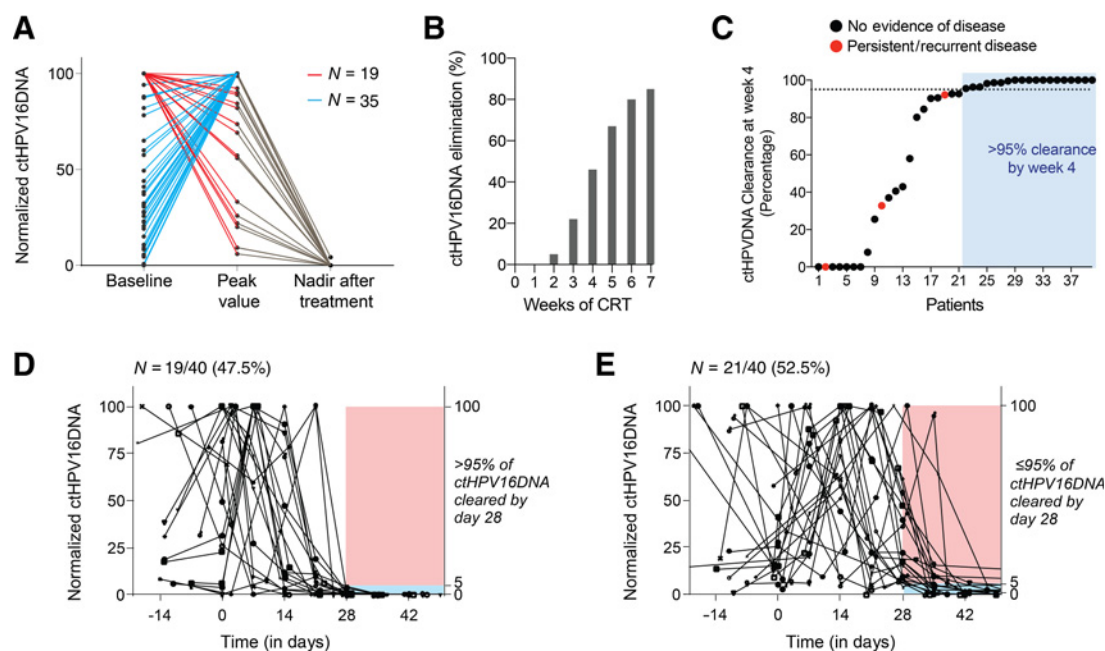 A
Normalized ctHPV16DNA
100
50
0
N = 19
N = 35
Baseline
Peak
value
Nadir after
treatment
B
ctHPV16DNA elimination (%)
100
80
60
40
20
0
0 1 2 3 4 5 6 7
Weeks of CRT
C
No evidence of disease
Persistent/recurrent disease
ctHPVDNA Clearance at week 4
(Percentage)
100
80
60
40
20
0
>95% clearance
by week 4
1 5 9 13 17 21 25 29 33 37
Patients
D
N = 19/40 (47.5%)
Normalized ctHPV16DNA
100
75
50
25
0
100
>95% of
ctHPV16DNA
cleared by
day 28
5
0
-14 0 14 28 42
Time (in days)
E
N = 21/40 (52.5%)
Normalized ctHPV16DNA
100
75
50
25
0
100
≤95% of
ctHPV16DNA
cleared by
day 28
5
0
-14 0 14 28 42
Time (in days)